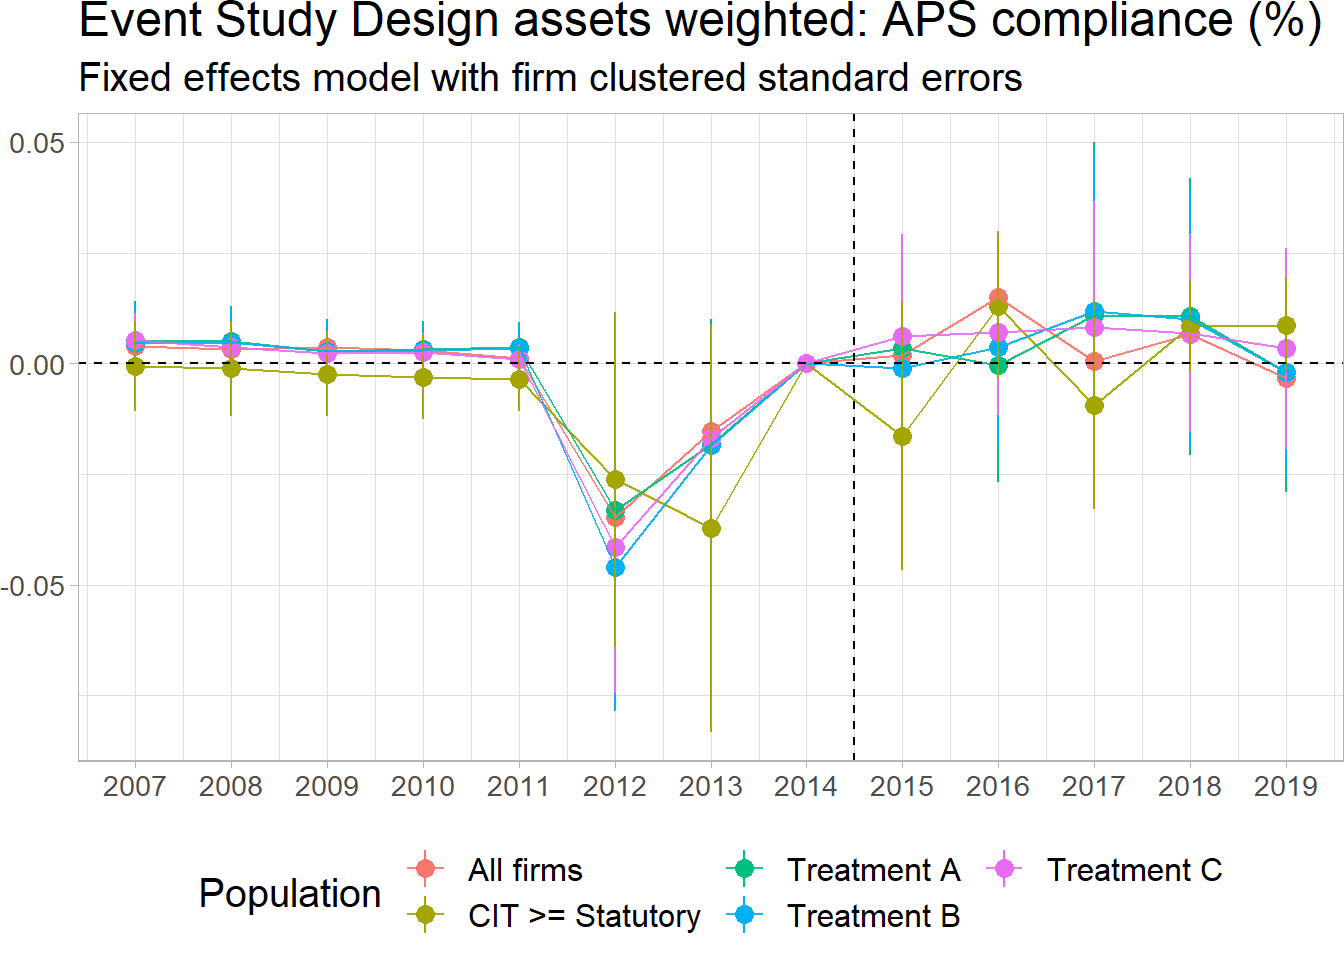 Event Study Design assets weighted: APS compliance (%)
Fixed effects model with firm clustered standard errors
0.05
0.00
-0.05
2007 2008 2009 2010 2011 2012 2013 2014 2015 2016 2017 2018 2019
Population
All firms
CIT >= Statutory
Treatment A
Treatment B
Treatment C